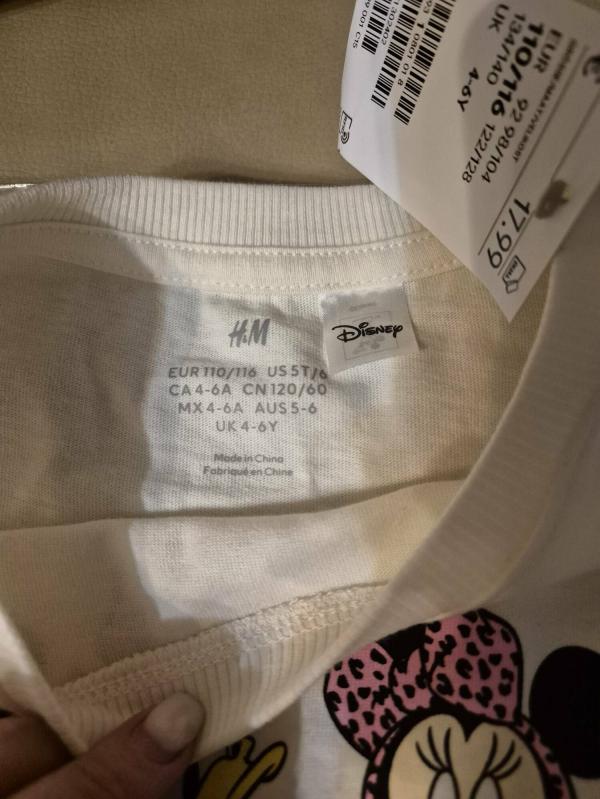 H&M
EUR 110/116 US 5T/6
CA 4-6A CN 120/60
MX 4-6A AUS 5-6
UK 4-6Y
Made in China
Fabriqué en Chine
Disney
EUR 92 98/104
110/116 122/128
134/140
UK 4-6Y
17.99